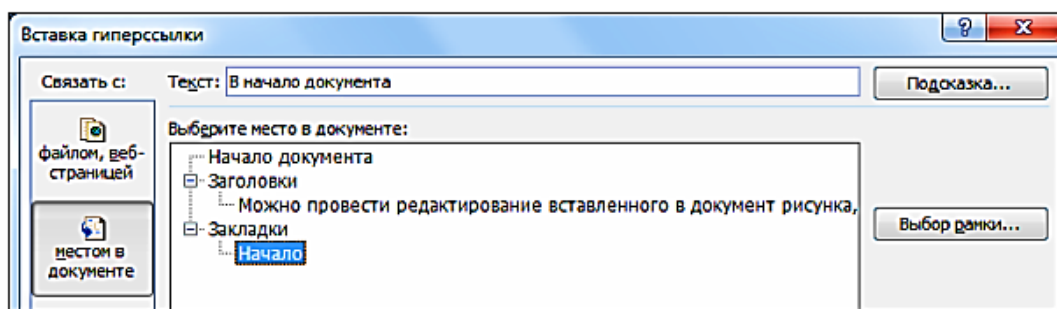 Вставка гиперссылки
Связать с:
Текст: В начало документа
Подсказка...
файлом, веб-
страницей
Выберите место в документе:
Начало документа
Заголовки
Можно провести редактирование вставленного в документ рисунка,
Закладки
Начало
местом в
документе
Выбор рамки...